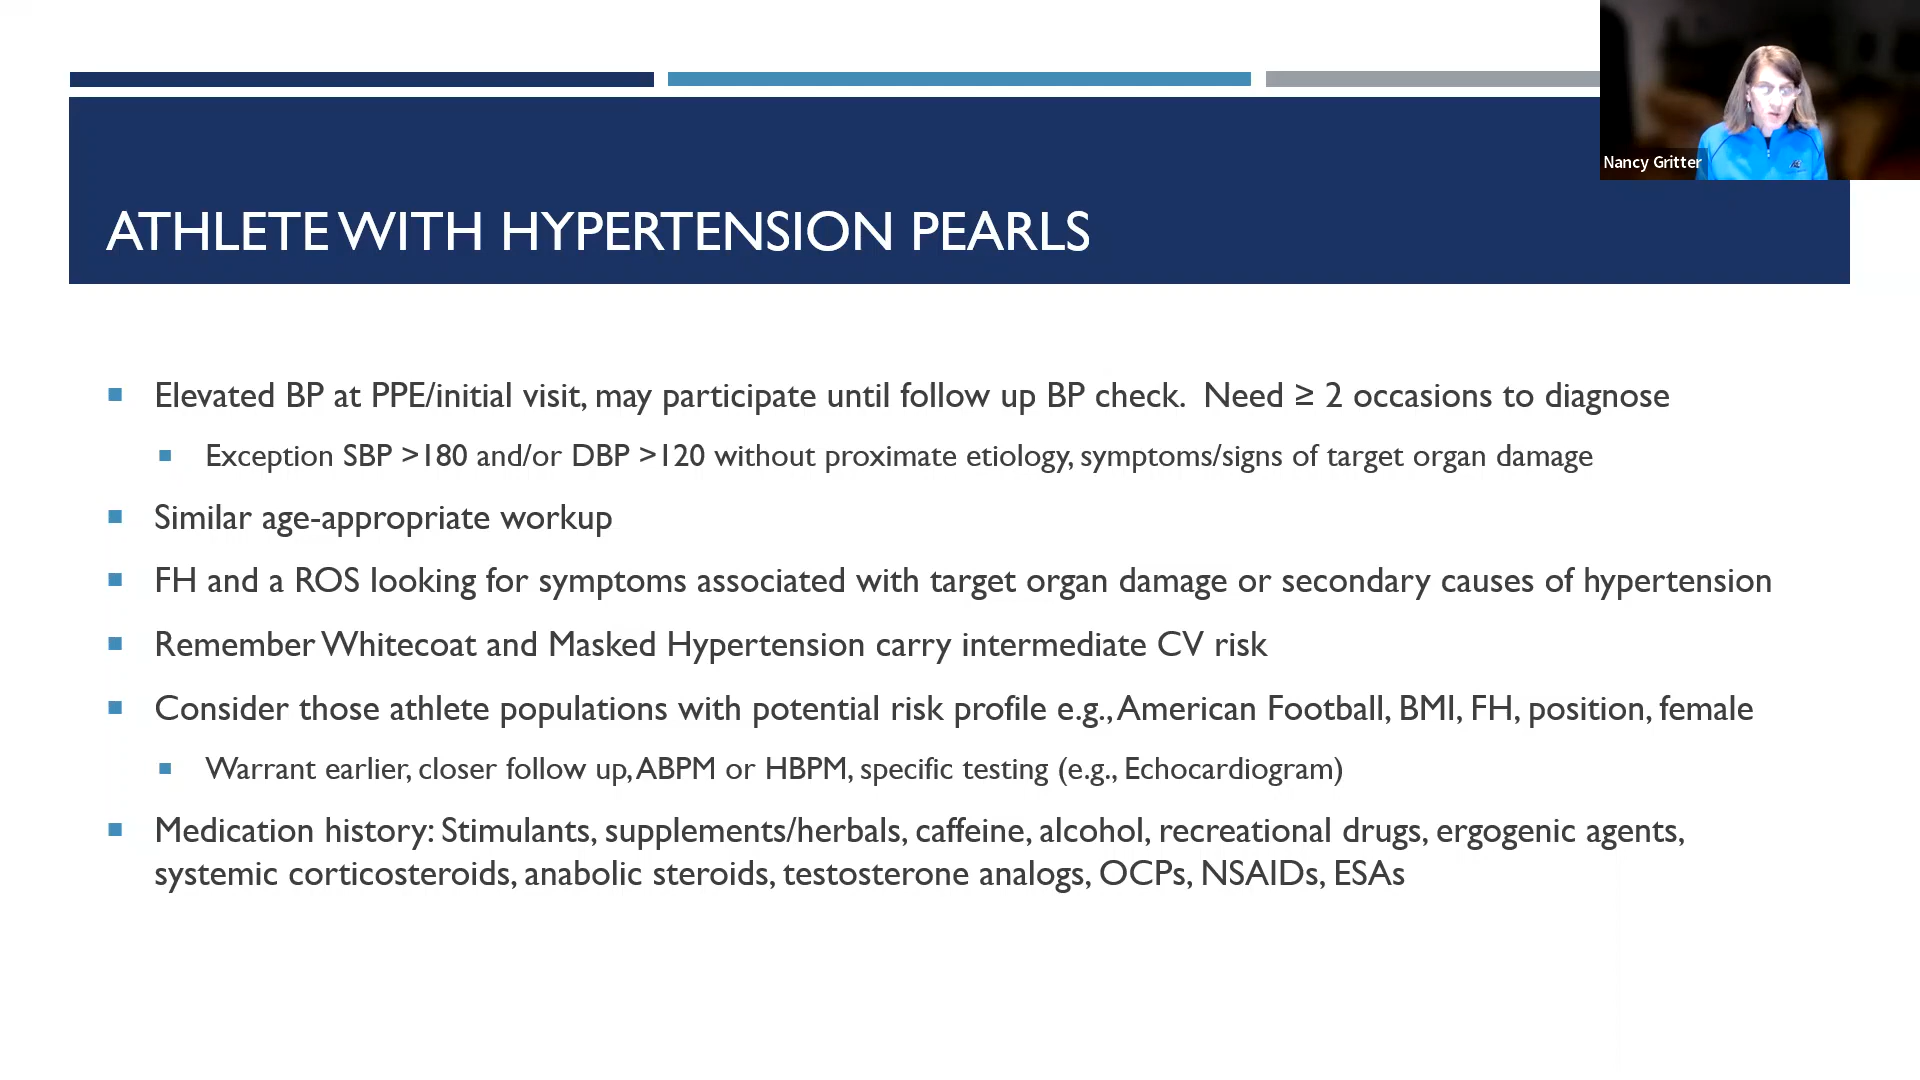 Nancy Gritter
ATHLETE WITH HYPERTENSION PEARLS
Elevated BP at PPE/initial visit, may participate until follow up BP check. Need ≥ 2 occasions to diagnose
Exception SBP >180 and/or DBP >120 without proximate etiology, symptoms/signs of target organ damage
Similar age-appropriate workup
FH and a ROS looking for symptoms associated with target organ damage or secondary causes of hypertension
Remember Whitecoat and Masked Hypertension carry intermediate CV risk
Consider those athlete populations with potential risk profile e.g., American Football, BMI, FH, position, female
Warrant earlier, closer follow up, ABPM or HBPM, specific testing (e.g., Echocardiogram)
Medication history: Stimulants, supplements/herbals, caffeine, alcohol, recreational drugs, ergogenic agents,
systemic corticosteroids, anabolic steroids, testosterone analogs, OCPs, NSAIDs, ESAs